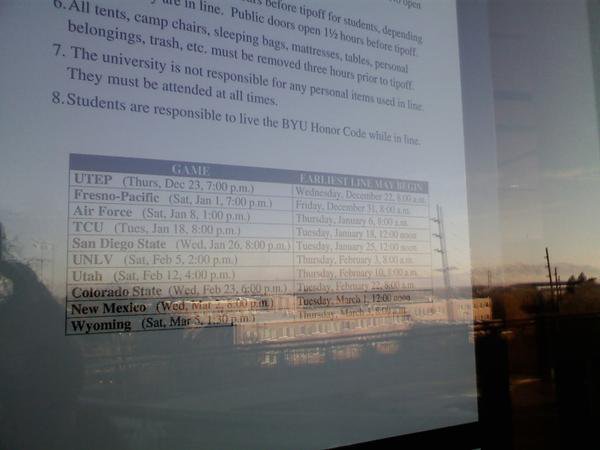 before tipoff for students, depending
are in line. Public doors open 1½ hours before tipoff.
6. All tents, camp chairs, sleeping bags, mattresses, tables, personal
belongings, trash, etc. must be removed three hours prior to tipoff.
7. The university is not responsible for any personal items used in line.
They must be attended at all times.
8. Students are responsible to live the BYU Honor Code while in line.
GAME EARLIEST LINE MAY BEGIN
UTEP (Thurs, Dec 23, 7:00 p.m.) Wednesday, December 22, 8:00 a.m.
Fresno-Pacific (Sat, Jan 1, 7:00 p.m.) Friday, December 31, 8:00 a.m.
Air Force (Sat, Jan 8, 1:00 p.m.) Thursday, January 6, 8:00 a.m.
TCU (Tues, Jan 18, 8:00 p.m.) Tuesday, January 18, 12:00 noon
San Diego State (Wed, Jan 26, 8:00 p.m.) Tuesday, January 25, 12:00 noon
UNLV (Sat, Feb 5, 2:00 p.m.) Thursday, February 3, 8:00 a.m.
Utah (Sat, Feb 12, 4:00 p.m.) Thursday, February 10, 8:00 a.m.
Colorado State (Wed, Feb 23, 6:00 p.m.) Tuesday, February 22, 8:00 a.m.
New Mexico (Wed, Mar 2, 8:00 p.m.) Tuesday, March 1, 12:00 noon
Wyoming (Sat, Mar 5, 1:30 p.m.) Thursday, March